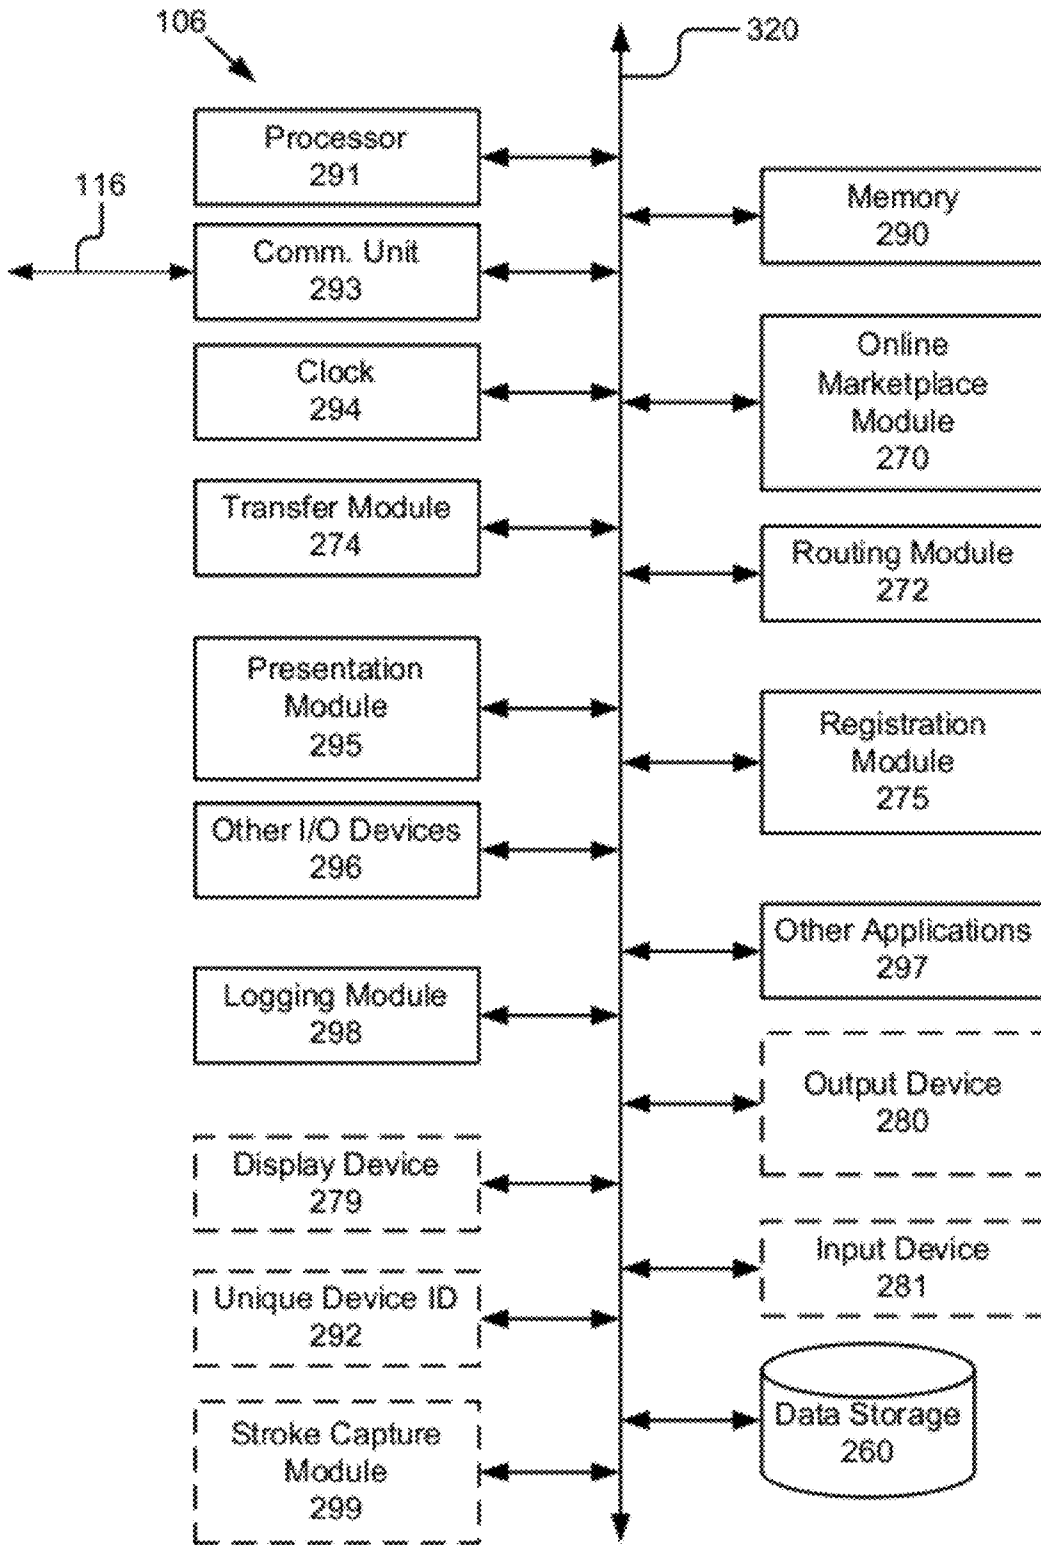 106
320
Processor
291
116
Memory
290
Comm. Unit
293
Online
Marketplace
Module
270
Clock
294
Transfer Module
274
Routing Module
272
Presentation
Module
295
Registration
Module
275
Other I/O Devices
296
Other Applications
297
Logging Module
298
Output Device
280
Display Device
279
Input Device
281
Unique Device ID
292
Data Storage
260
Stroke Capture
Module
299